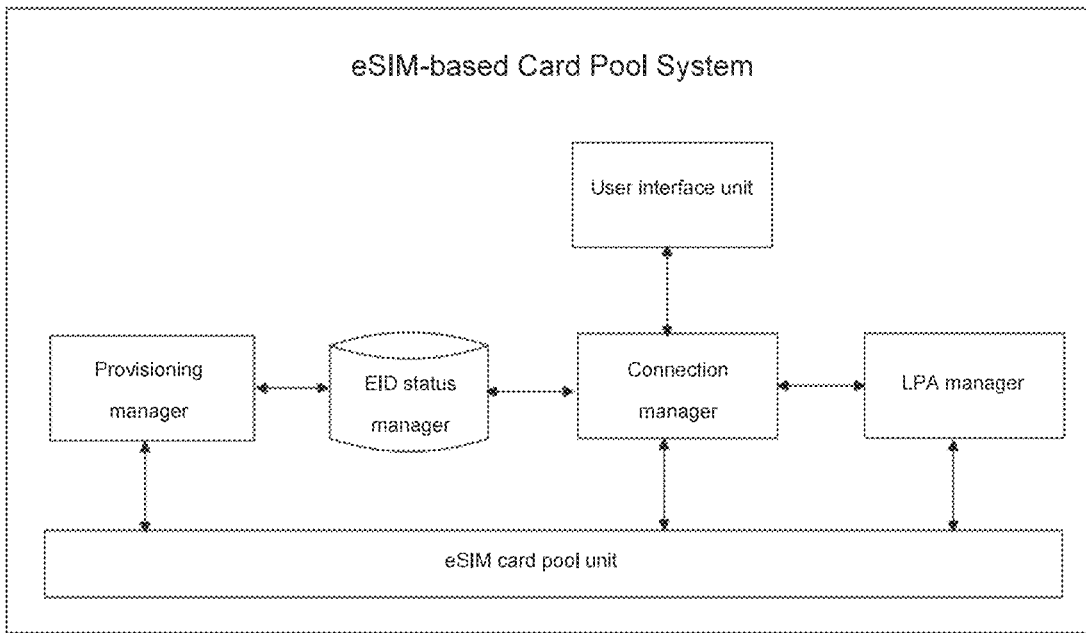 eSIM-based Card Pool System
User interface unit
Provisioning
manager
EID status
manager
Connection
manager
LPA manager
eSIM card pool unit